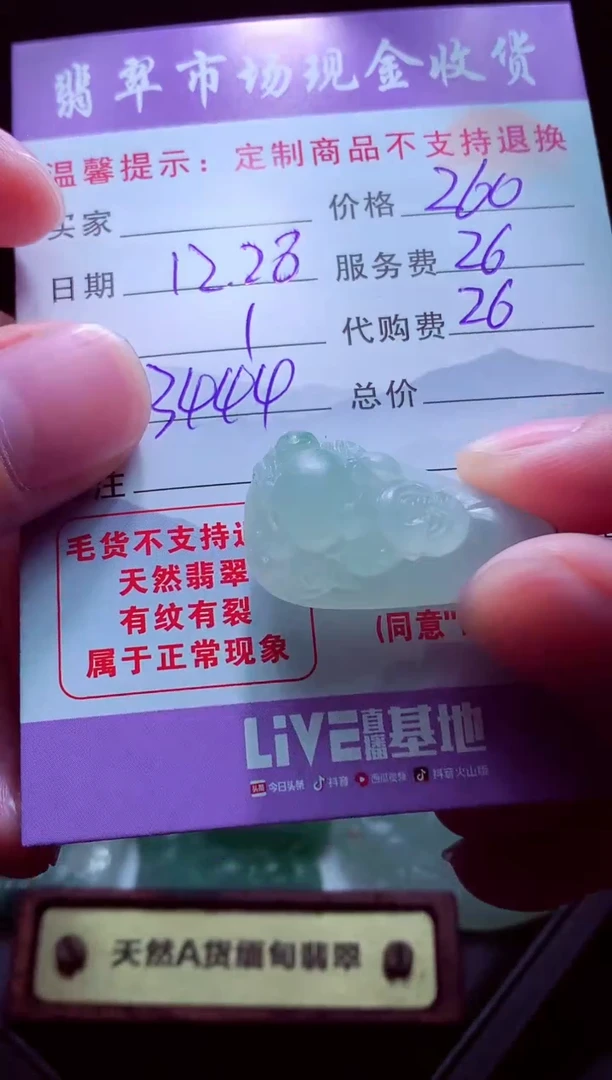 翡翠市场现金收货
温馨提示：定制商品不支持退换
买家 价格 260
日期 12.28 服务费 26
1 代购费 26
3444 总价
注
毛货不支持
天然翡翠
有纹有裂
属于正常现象
(同意"
LiVE直播基地
头条 今日头条 抖音 西瓜视频 抖音火山版
天然A货缅甸翡翠